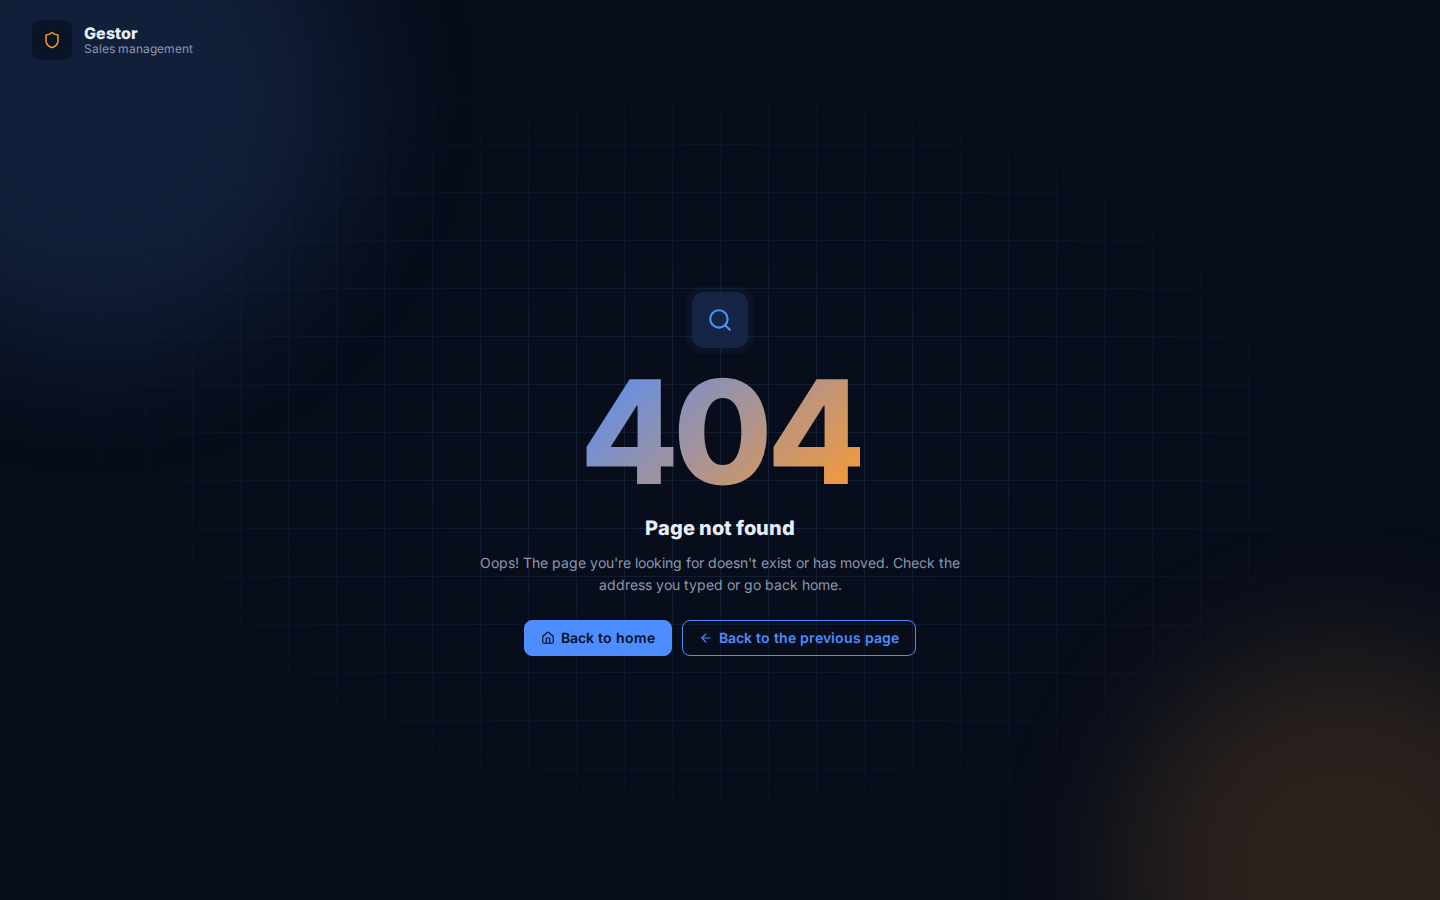 Gestor
Sales management
404
Page not found
Oops! The page you're looking for doesn't exist or has moved. Check the
address you typed or go back home.
Back to home
Back to the previous page